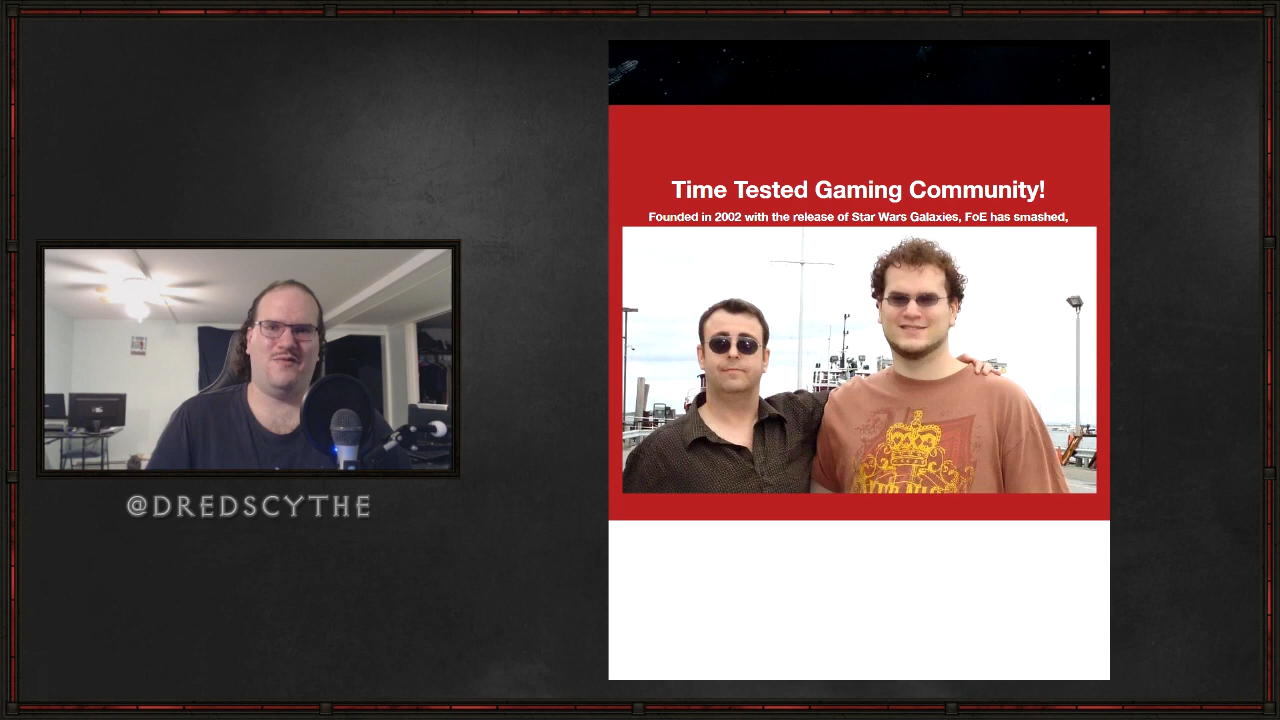 Time Tested Gaming Community!
Founded in 2002 with the release of Star Wars Galaxies, FoE has smashed,
@DREDSCYTHE